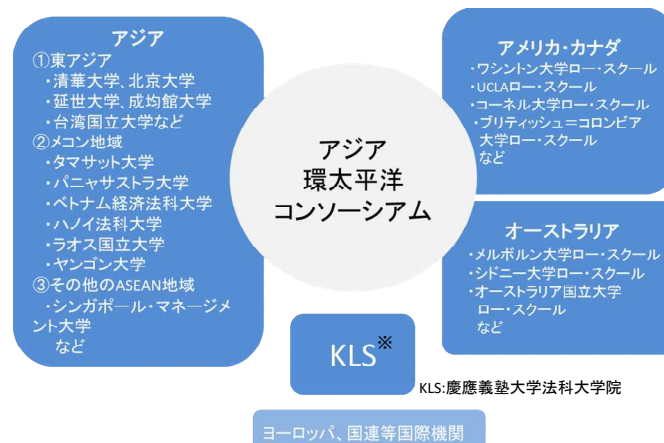 アジア
①東アジア
・清華大学、北京大学
・延世大学、成均館大学
・台湾国立大学など
②メコン地域
・タマサット大学
・パニャサストラ大学
・ベトナム経済法科大学
・ハノイ法科大学
・ラオス国立大学
・ヤンゴン大学
③その他のASEAN地域
・シンガポール・マネージメ
ント大学
など
アジア
環太平洋
コンソーシアム
アメリカ・カナダ
・ワシントン大学ロー・スクール
・UCLAロー・スクール
・コーネル大学ロー・スクール
・ブリティッシュ＝コロンビア
大学ロー・スクール
など
オーストラリア
・メルボルン大学ロー・スクール
・シドニー大学ロー・スクール
・オーストラリア国立大学
ロー・スクール
など
KLS※
KLS:慶應義塾大学法科大学院
ヨーロッパ、国連等国際機関